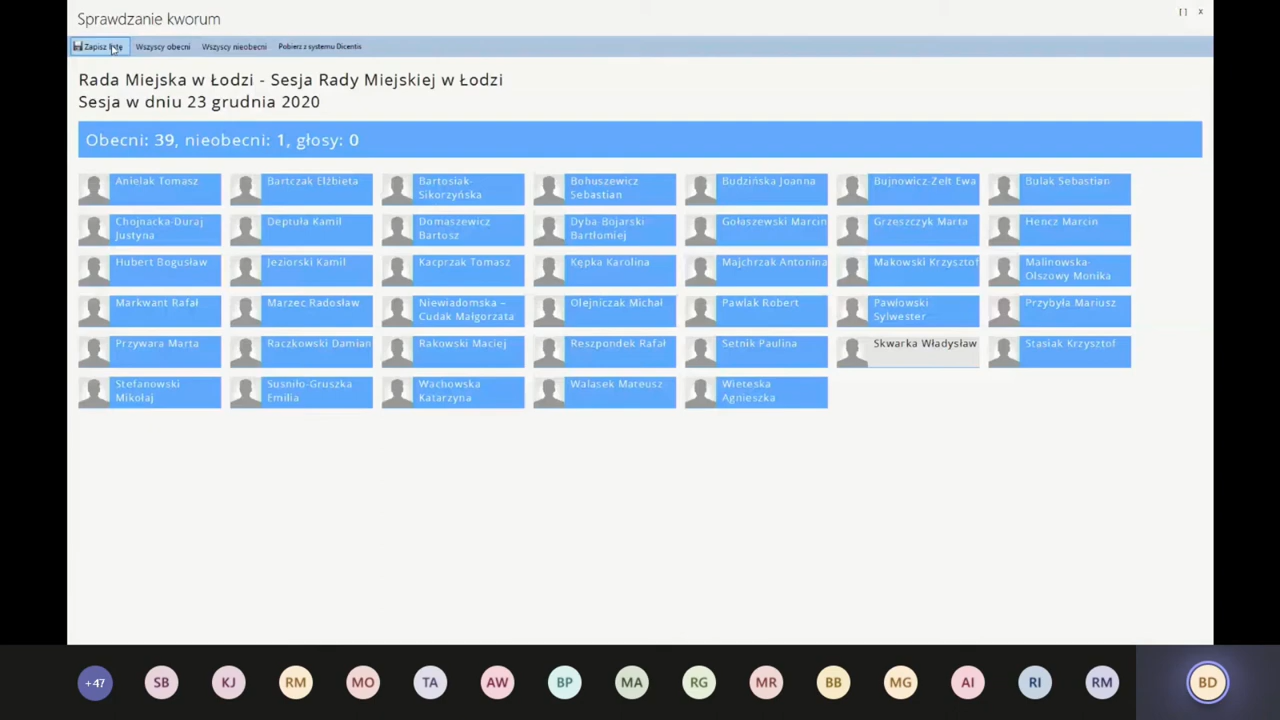 Sprawdzanie kworum
Zapisz listę Wszyscy obecni Wszyscy nieobecni Pobierz z systemu Dicentis
Rada Miejska w Łodzi - Sesja Rady Miejskiej w Łodzi
Sesja w dniu 23 grudnia 2020
Obecni: 39, nieobecni: 1, głosy: 0
Anielak Tomasz
Bartczak Elżbieta
Bartosiak-
Sikorzyńska
Bohuszewicz
Sebastian
Budzińska Joanna
Bujnowicz-Zelt Ewa
Bulak Sebastian
Chojnacka-Duraj
Justyna
Deptuła Kamil
Domaszewicz
Bartosz
Dyba-Bojarski
Bartłomiej
Gołaszewski Marcin
Grzeszczyk Marta
Hencz Marcin
Hubert Bogusław
Jeziorski Kamil
Kacprzak Tomasz
Kępka Karolina
Majchrzak Antonina
Makowski Krzysztof
Malinowska-
Olszowy Monika
Markwant Rafał
Marzec Radosław
Niewiadomska –
Cudak Małgorzata
Olejniczak Michał
Pawlak Robert
Pawłowski
Sylwester
Przybyła Mariusz
Przywara Marta
Raczkowski Damian
Rakowski Maciej
Reszpondek Rafał
Setnik Paulina
Skwarka Władysław
Stasiak Krzysztof
Stefanowski
Mikołaj
Susniło-Gruszka
Emilia
Wachowska
Katarzyna
Walasek Mateusz
Wieteska
Agnieszka
+47 SB KJ RM MO TA AW BP MA RG MR BB MG AI RI RM BD